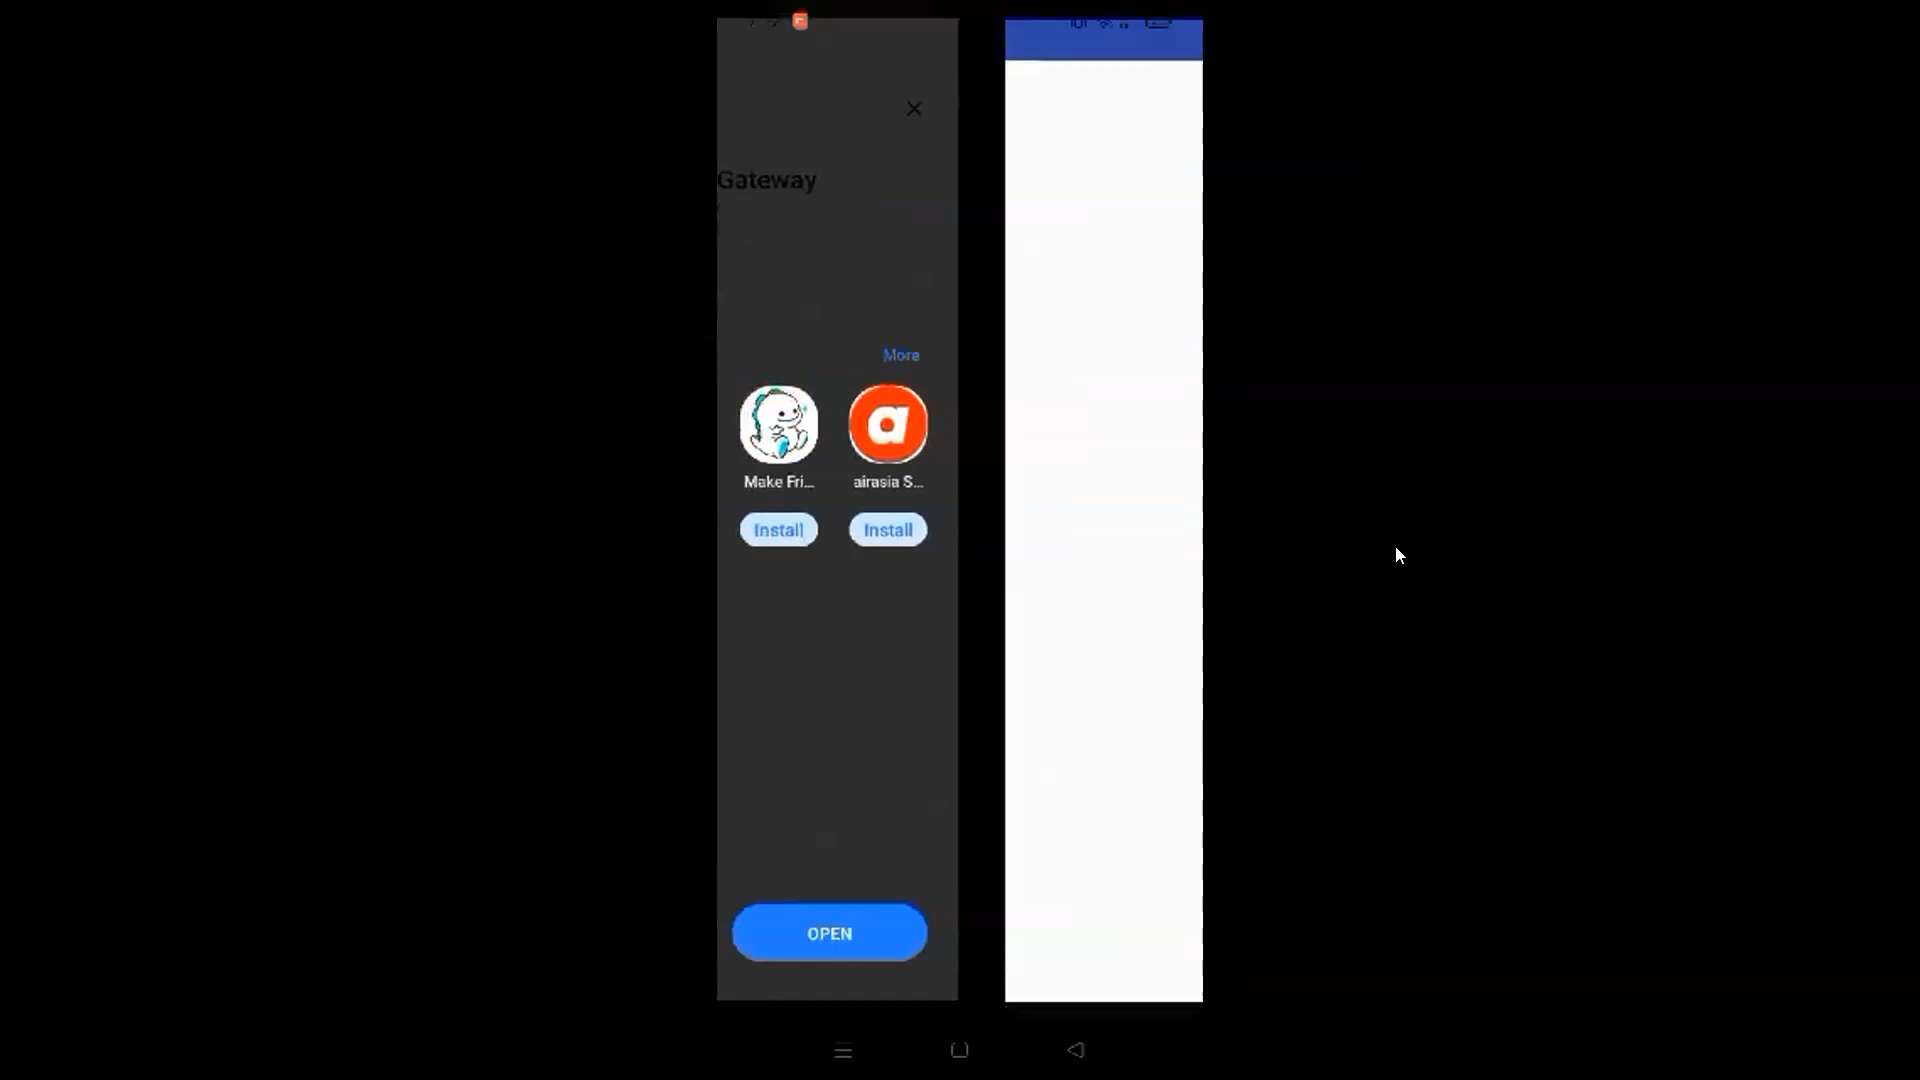 Gateway
More
Make Fri...
airasia S...
Install
Install
OPEN